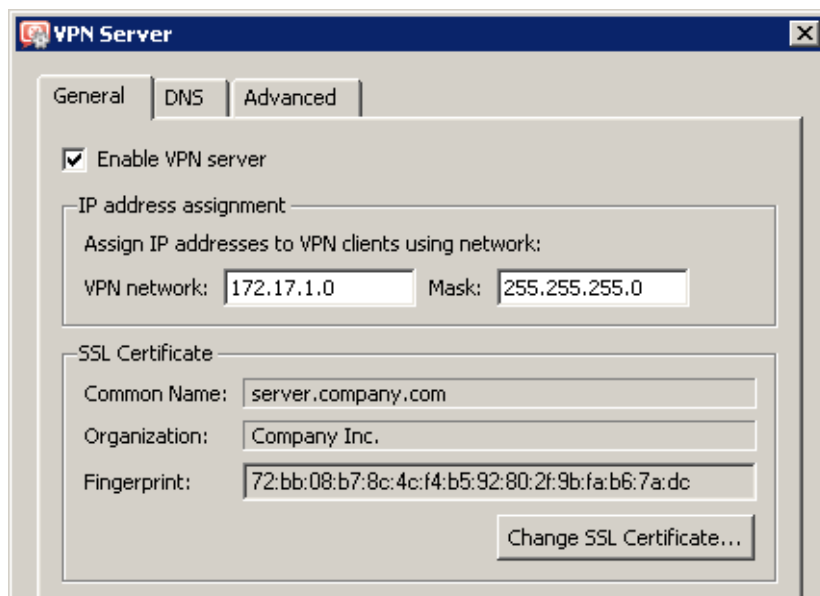 VPN Server
General DNS Advanced
Enable VPN server
IP address assignment
Assign IP addresses to VPN clients using network:
VPN network: 172.17.1.0 Mask: 255.255.255.0
SSL Certificate
Common Name: server.company.com
Organization: Company Inc.
Fingerprint: 72:bb:08:b7:8c:4c:f4:b5:92:80:2f:9b:fa:b6:7a:dc
Change SSL Certificate...